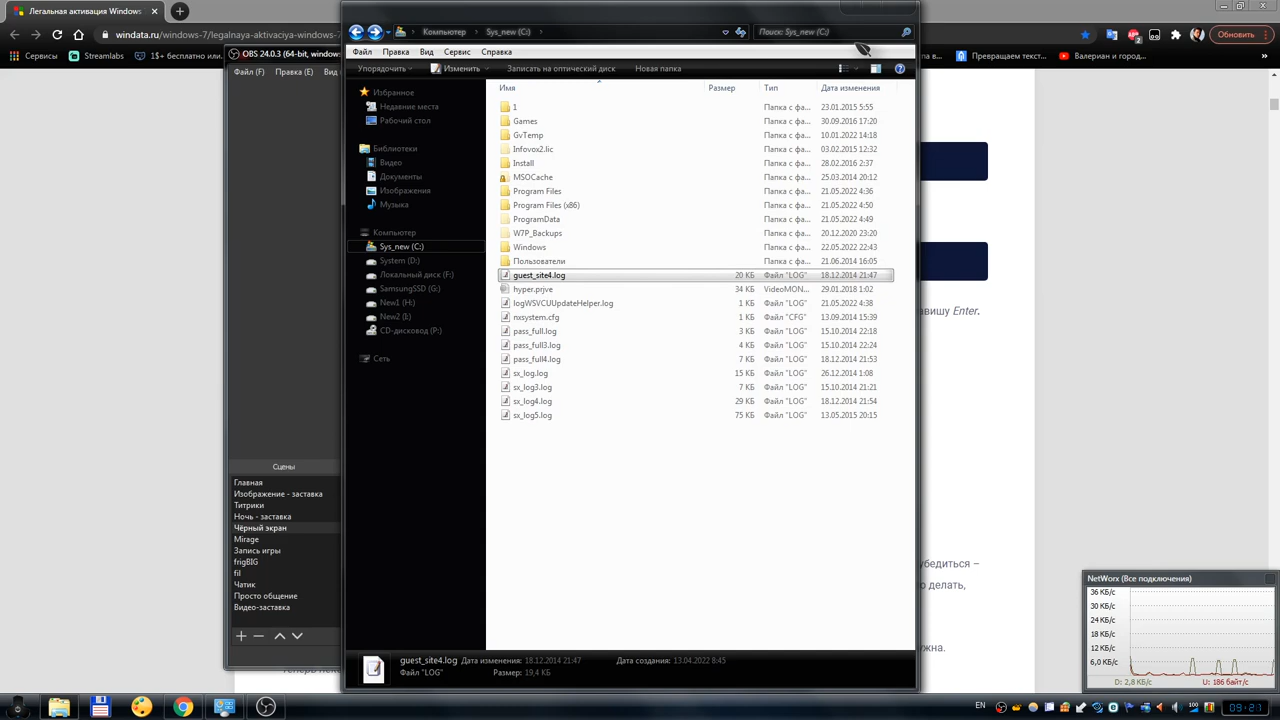 Легальная активация Window
windata.ru/windows-7/legalnaja-aktivacija-windows-7
Обновить
Сервисы
Streamlabs
1$+ бесплатно кажд
Превращаем текст...
Валериан и город...
OBS 24.0.3 (64-bit, windows
Файл (F)
Правка (E)
Вид
Компьютер
Sys_new (C:)
Поиск: Sys_new (C:)
Файл
Правка
Вид
Сервис
Справка
Упорядочить
Изменить
Записать на оптический диск
Новая папка
Имя
Размер
Тип
Дата изменения
Избранное
Недавние места
Рабочий стол
Библиотеки
Видео
Документы
Изображения
Музыка
Компьютер
Sys_new (C:)
System (D:)
Локальный диск (F:)
SamsungSSD (G:)
New1 (H:)
New2 (I:)
CD-дисковод (P:)
Сеть
1 Папка с фа... 23.01.2015 5:55
Games Папка с фа... 30.09.2016 17:20
GvTemp Папка с фа... 10.01.2022 14:18
Infovox2.lic Папка с фа... 03.02.2015 12:32
Install Папка с фа... 28.02.2016 2:37
MSOCache Папка с фа... 25.03.2014 20:12
Program Files Папка с фа... 21.05.2022 4:36
Program Files (x86) Папка с фа... 21.05.2022 4:50
ProgramData Папка с фа... 21.05.2022 4:49
W7P_Backups Папка с фа... 20.12.2020 23:20
Windows Папка с фа... 22.05.2022 22:43
Пользователи Папка с фа... 21.06.2014 16:05
guest_site4.log 20 КБ Файл "LOG" 18.12.2014 21:47
hyper.prjve 34 КБ VideoMON... 29.01.2018 1:02
logWSVCUUpdateHelper.log 1 КБ Файл "LOG" 21.05.2022 4:38
nxsystem.cfg 1 КБ Файл "CFG" 13.09.2014 15:39
pass_full.log 3 КБ Файл "LOG" 15.10.2014 22:18
pass_full3.log 4 КБ Файл "LOG" 15.10.2014 22:24
pass_full4.log 7 КБ Файл "LOG" 18.12.2014 21:53
sx_log.log 15 КБ Файл "LOG" 26.12.2014 1:08
sx_log3.log 7 КБ Файл "LOG" 15.10.2014 21:21
sx_log4.log 29 КБ Файл "LOG" 18.12.2014 21:54
sx_log5.log 75 КБ Файл "LOG" 13.05.2015 20:15
авишу Enter.
убедиться –
о делать,
ужна.
Сцены
Главная
Изображение - заставка
Титрики
Ночь - заставка
Чёрный экран
Mirage
Запись игры
frigBIG
fil
Чатик
Просто общение
Видео-заставка
guest_site4.log Дата изменения: 18.12.2014 21:47 Дата создания: 13.04.2022 8:45
Файл "LOG" Размер: 19,4 КБ
NetWorx (Все подключения)
36 КБ/с
30 КБ/с
24 КБ/с
18 КБ/с
12 КБ/с
6,0 КБ/с
D: 2,8 КБ/с
U: 186 байт/с
EN
09:27